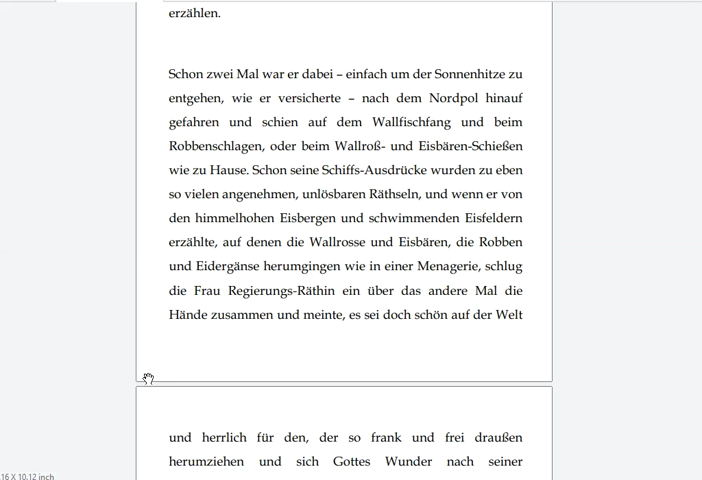 erzählen.
Schon zwei Mal war er dabei – einfach um der Sonnenhitze zu
entgehen, wie er versicherte – nach dem Nordpol hinauf
gefahren und schien auf dem Wallfischfang und beim
Robbenschlagen, oder beim Wallroß- und Eisbären-Schießen
wie zu Hause. Schon seine Schiffs-Ausdrücke wurden zu eben
so vielen angenehmen, unlösbaren Räthseln, und wenn er von
den himmelhohen Eisbergen und schwimmenden Eisfeldern
erzählte, auf denen die Wallrosse und Eisbären, die Robben
und Eidergänse herumgingen wie in einer Menagerie, schlug
die Frau Regierungs-Räthin ein über das andere Mal die
Hände zusammen und meinte, es sei doch schön auf der Welt
und herrlich für den, der so frank und frei draußen
herumziehen und sich Gottes Wunder nach seiner
16 X 10.12 inch